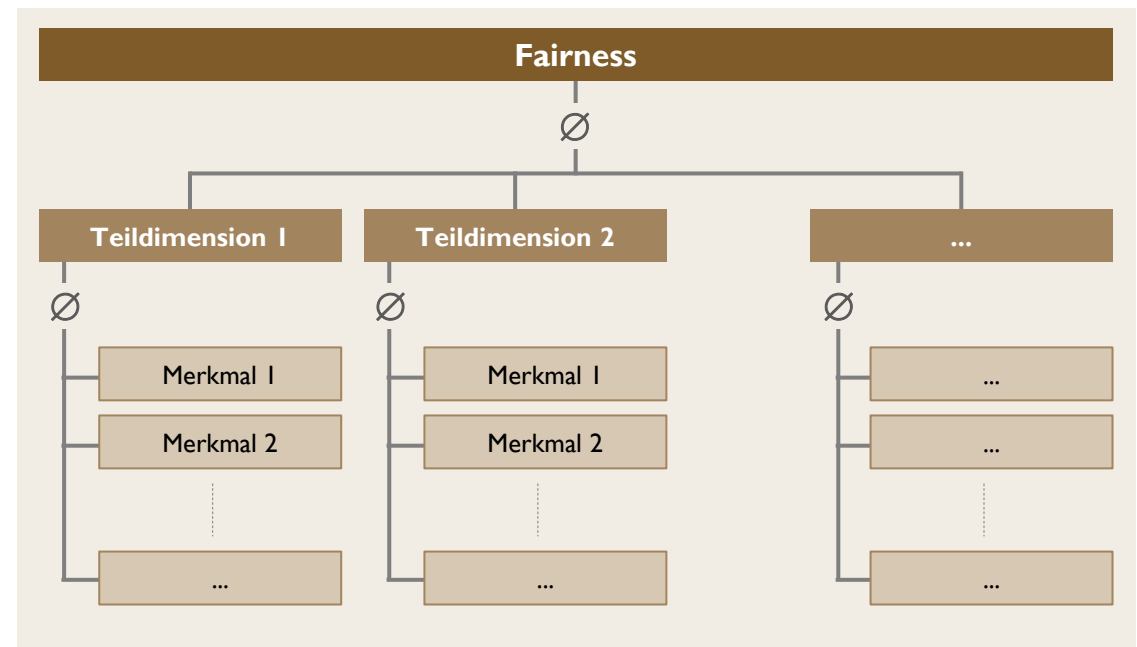 Fairness
Ø
Teildimension 1
Teildimension 2
...
Ø
Ø
Ø
Merkmal 1
Merkmal 1
...
Merkmal 2
Merkmal 2
...
...
...
...